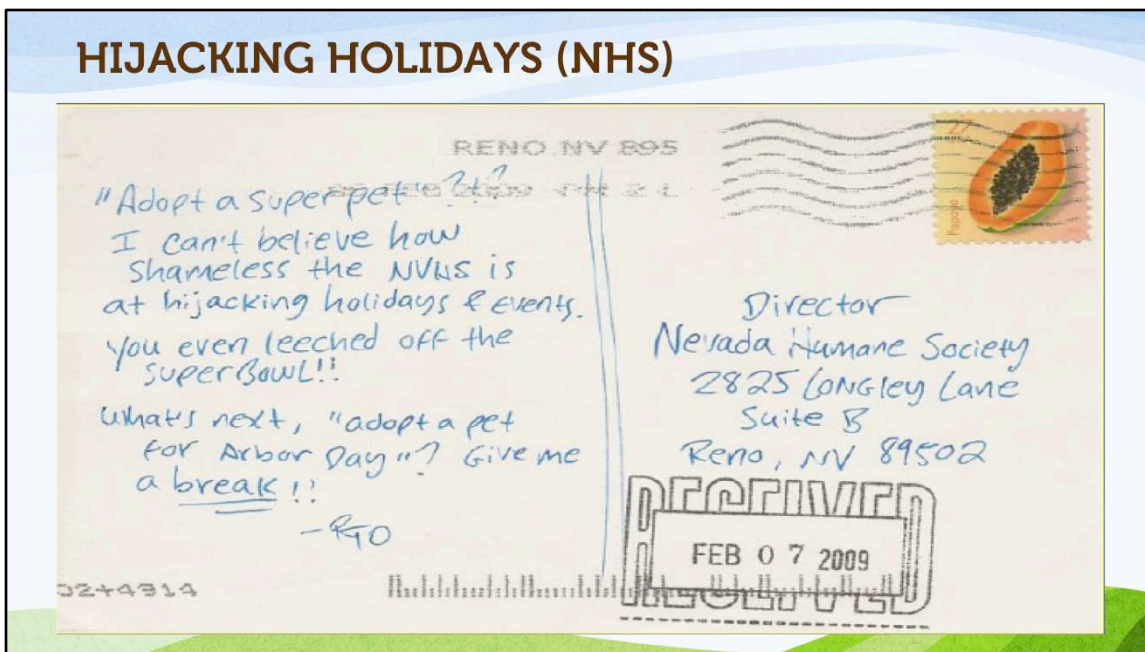 HIJACKING HOLIDAYS (NHS)
RENO NV 895
"Adopt a superpet"?!?
I can't believe how
shameless the NVHS is
at hijacking holidays & events.
You even leeched off the
SuperBowl!!
What's next, "adopt a pet
for Arbor Day"? Give me
a break!!
27
Papaya
Director
Nevada Humane Society
2825 Longley Lane
Suite B
Reno, NV 89502
RECEIVED
FEB 07 2009
RECEIVED